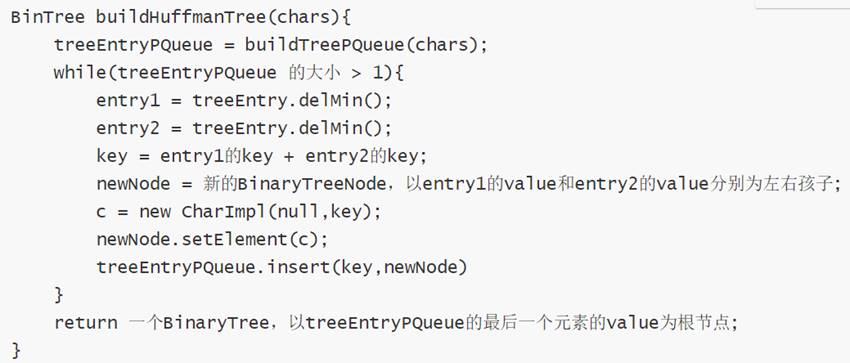 BinTree buildHuffmanTree(chars){
    treeEntryPQueue = buildTreePQueue(chars);
    while(treeEntryPQueue 的大小 > 1){
        entry1 = treeEntry.delMin();
        entry2 = treeEntry.delMin();
        key = entry1的key + entry2的key;
        newNode = 新的BinaryTreeNode，以entry1的value和entry2的value分别为左右孩子;
        c = new CharImpl(null,key);
        newNode.setElement(c);
        treeEntryPQueue.insert(key,newNode)
    }
    return 一个BinaryTree，以treeEntryPQueue的最后一个元素的value为根节点;
}